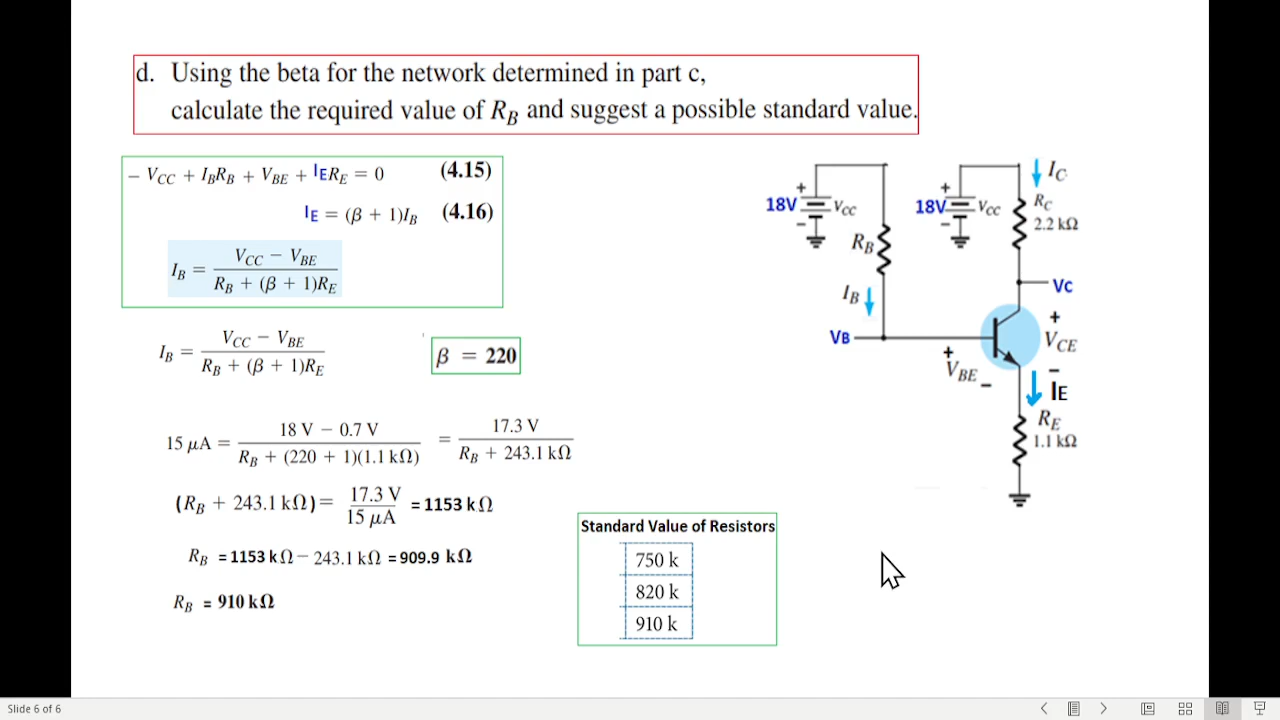 d. Using the beta for the network determined in part c,
calculate the required value of R_B and suggest a possible standard value.
− V_CC + I_B R_B + V_BE + I_E R_E = 0 (4.15)
I_E = (β + 1)I_B (4.16)
I_B = (V_CC − V_BE) / (R_B + (β + 1)R_E)
I_B = (V_CC − V_BE) / (R_B + (β + 1)R_E)
β = 220
15 μA = (18 V − 0.7 V) / (R_B + (220 + 1)(1.1 kΩ)) = 17.3 V / (R_B + 243.1 kΩ)
(R_B + 243.1 kΩ) = 17.3 V / 15 μA = 1153 kΩ
R_B = 1153 kΩ − 243.1 kΩ = 909.9 kΩ
R_B = 910 kΩ
Standard Value of Resistors
750 k
820 k
910 k
18V
+
−
V_CC
R_B
I_B
V_B
18V
+
−
V_CC
I_C
R_C
2.2 kΩ
Vc
+
V_CE
−
+
V_BE
−
I_E
R_E
1.1 kΩ
Slide 6 of 6